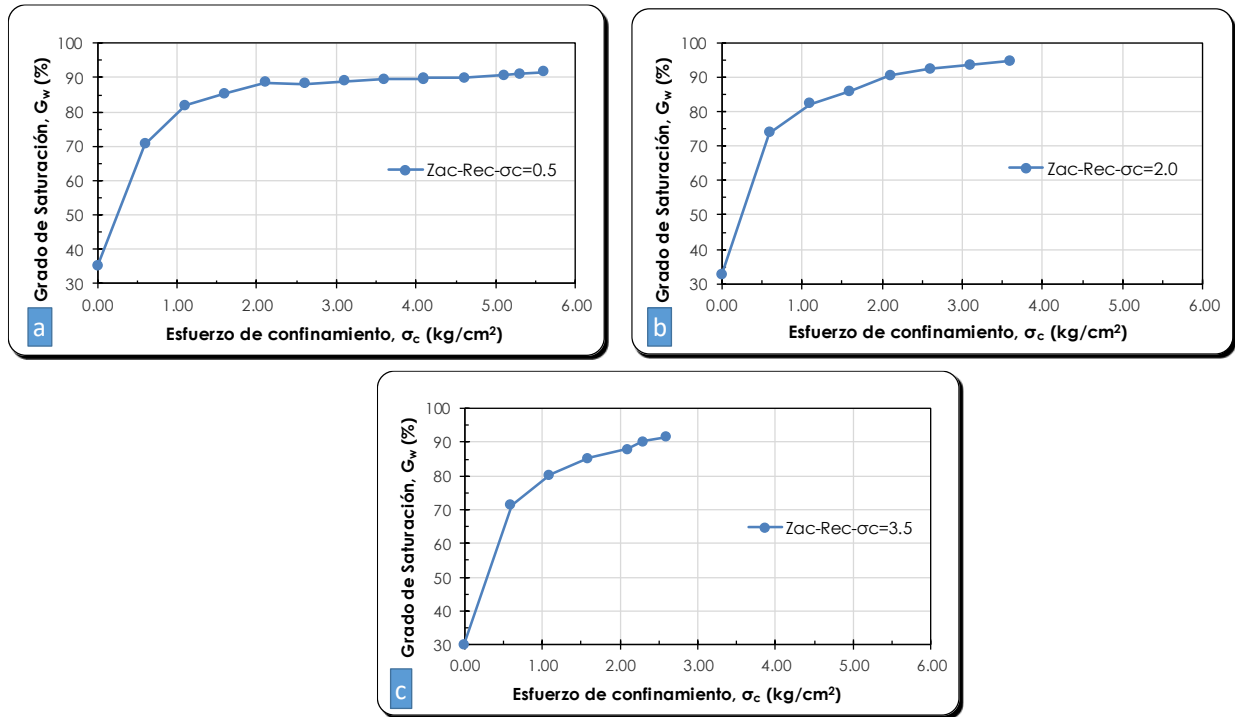 Grado de Saturación, Gw (%)
100
90
80
70
60
50
40
30
0.00 1.00 2.00 3.00 4.00 5.00 6.00
Zac-Rec-σc=0.5
Esfuerzo de confinamiento, σc (kg/cm²)
a
Grado de Saturación, Gw (%)
100
90
80
70
60
50
40
30
0.00 1.00 2.00 3.00 4.00 5.00 6.00
Zac-Rec-σc=2.0
Esfuerzo de confinamiento, σc (kg/cm²)
b
Grado de Saturación, Gw (%)
100
90
80
70
60
50
40
30
0.00 1.00 2.00 3.00 4.00 5.00 6.00
Zac-Rec-σc=3.5
Esfuerzo de confinamiento, σc (kg/cm²)
c